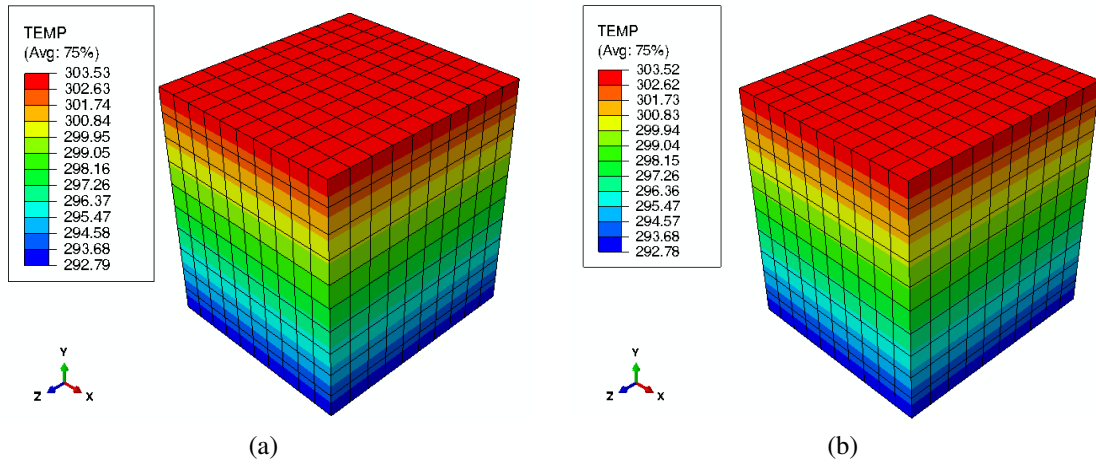 TEMP
(Avg: 75%)
303.53
302.63
301.74
300.84
299.95
299.05
298.16
297.26
296.37
295.47
294.58
293.68
292.79
Y
Z X
(a)
TEMP
(Avg: 75%)
303.52
302.62
301.73
300.83
299.94
299.04
298.15
297.26
296.36
295.47
294.57
293.68
292.78
Y
Z X
(b)